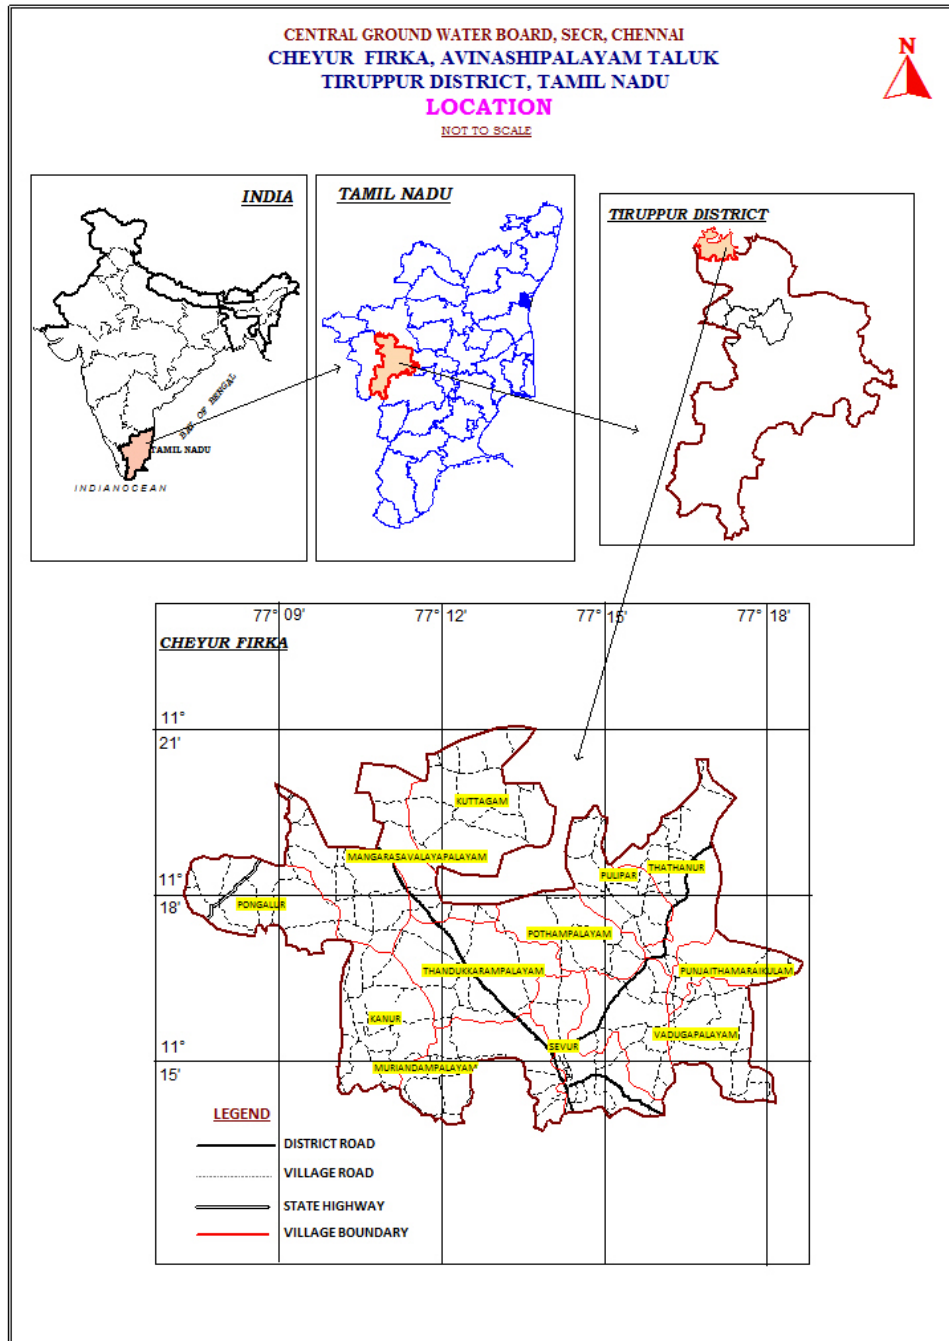 CENTRAL GROUND WATER BOARD, SECR, CHENNAI
CHEYUR FIRKA, AVINASHIPALAYAM TALUK
TIRUPPUR DISTRICT, TAMIL NADU
LOCATION
NOT TO SCALE
N
INDIA
BAY OF BENGAL
TAMIL NADU
INDIANOCEAN
TAMIL NADU
TIRUPPUR DISTRICT
77° 09'
77° 12'
77° 15'
77° 18'
CHEYUR FIRKA
11°
21'
KUTTAGAM
MANGARASAVALAYAPALAYAM
THATHANUR
PULIPAR
11°
18'
PONGALUR
POTHAMPALAYAM
THANDUKKARAMPALAYAM
PUNJAITHAMARAIKULAM
KANUR
VADUGAPALAYAM
SEVUR
11°
15'
MURIANDAMPALAYAM
LEGEND
DISTRICT ROAD
VILLAGE ROAD
STATE HIGHWAY
VILLAGE BOUNDARY